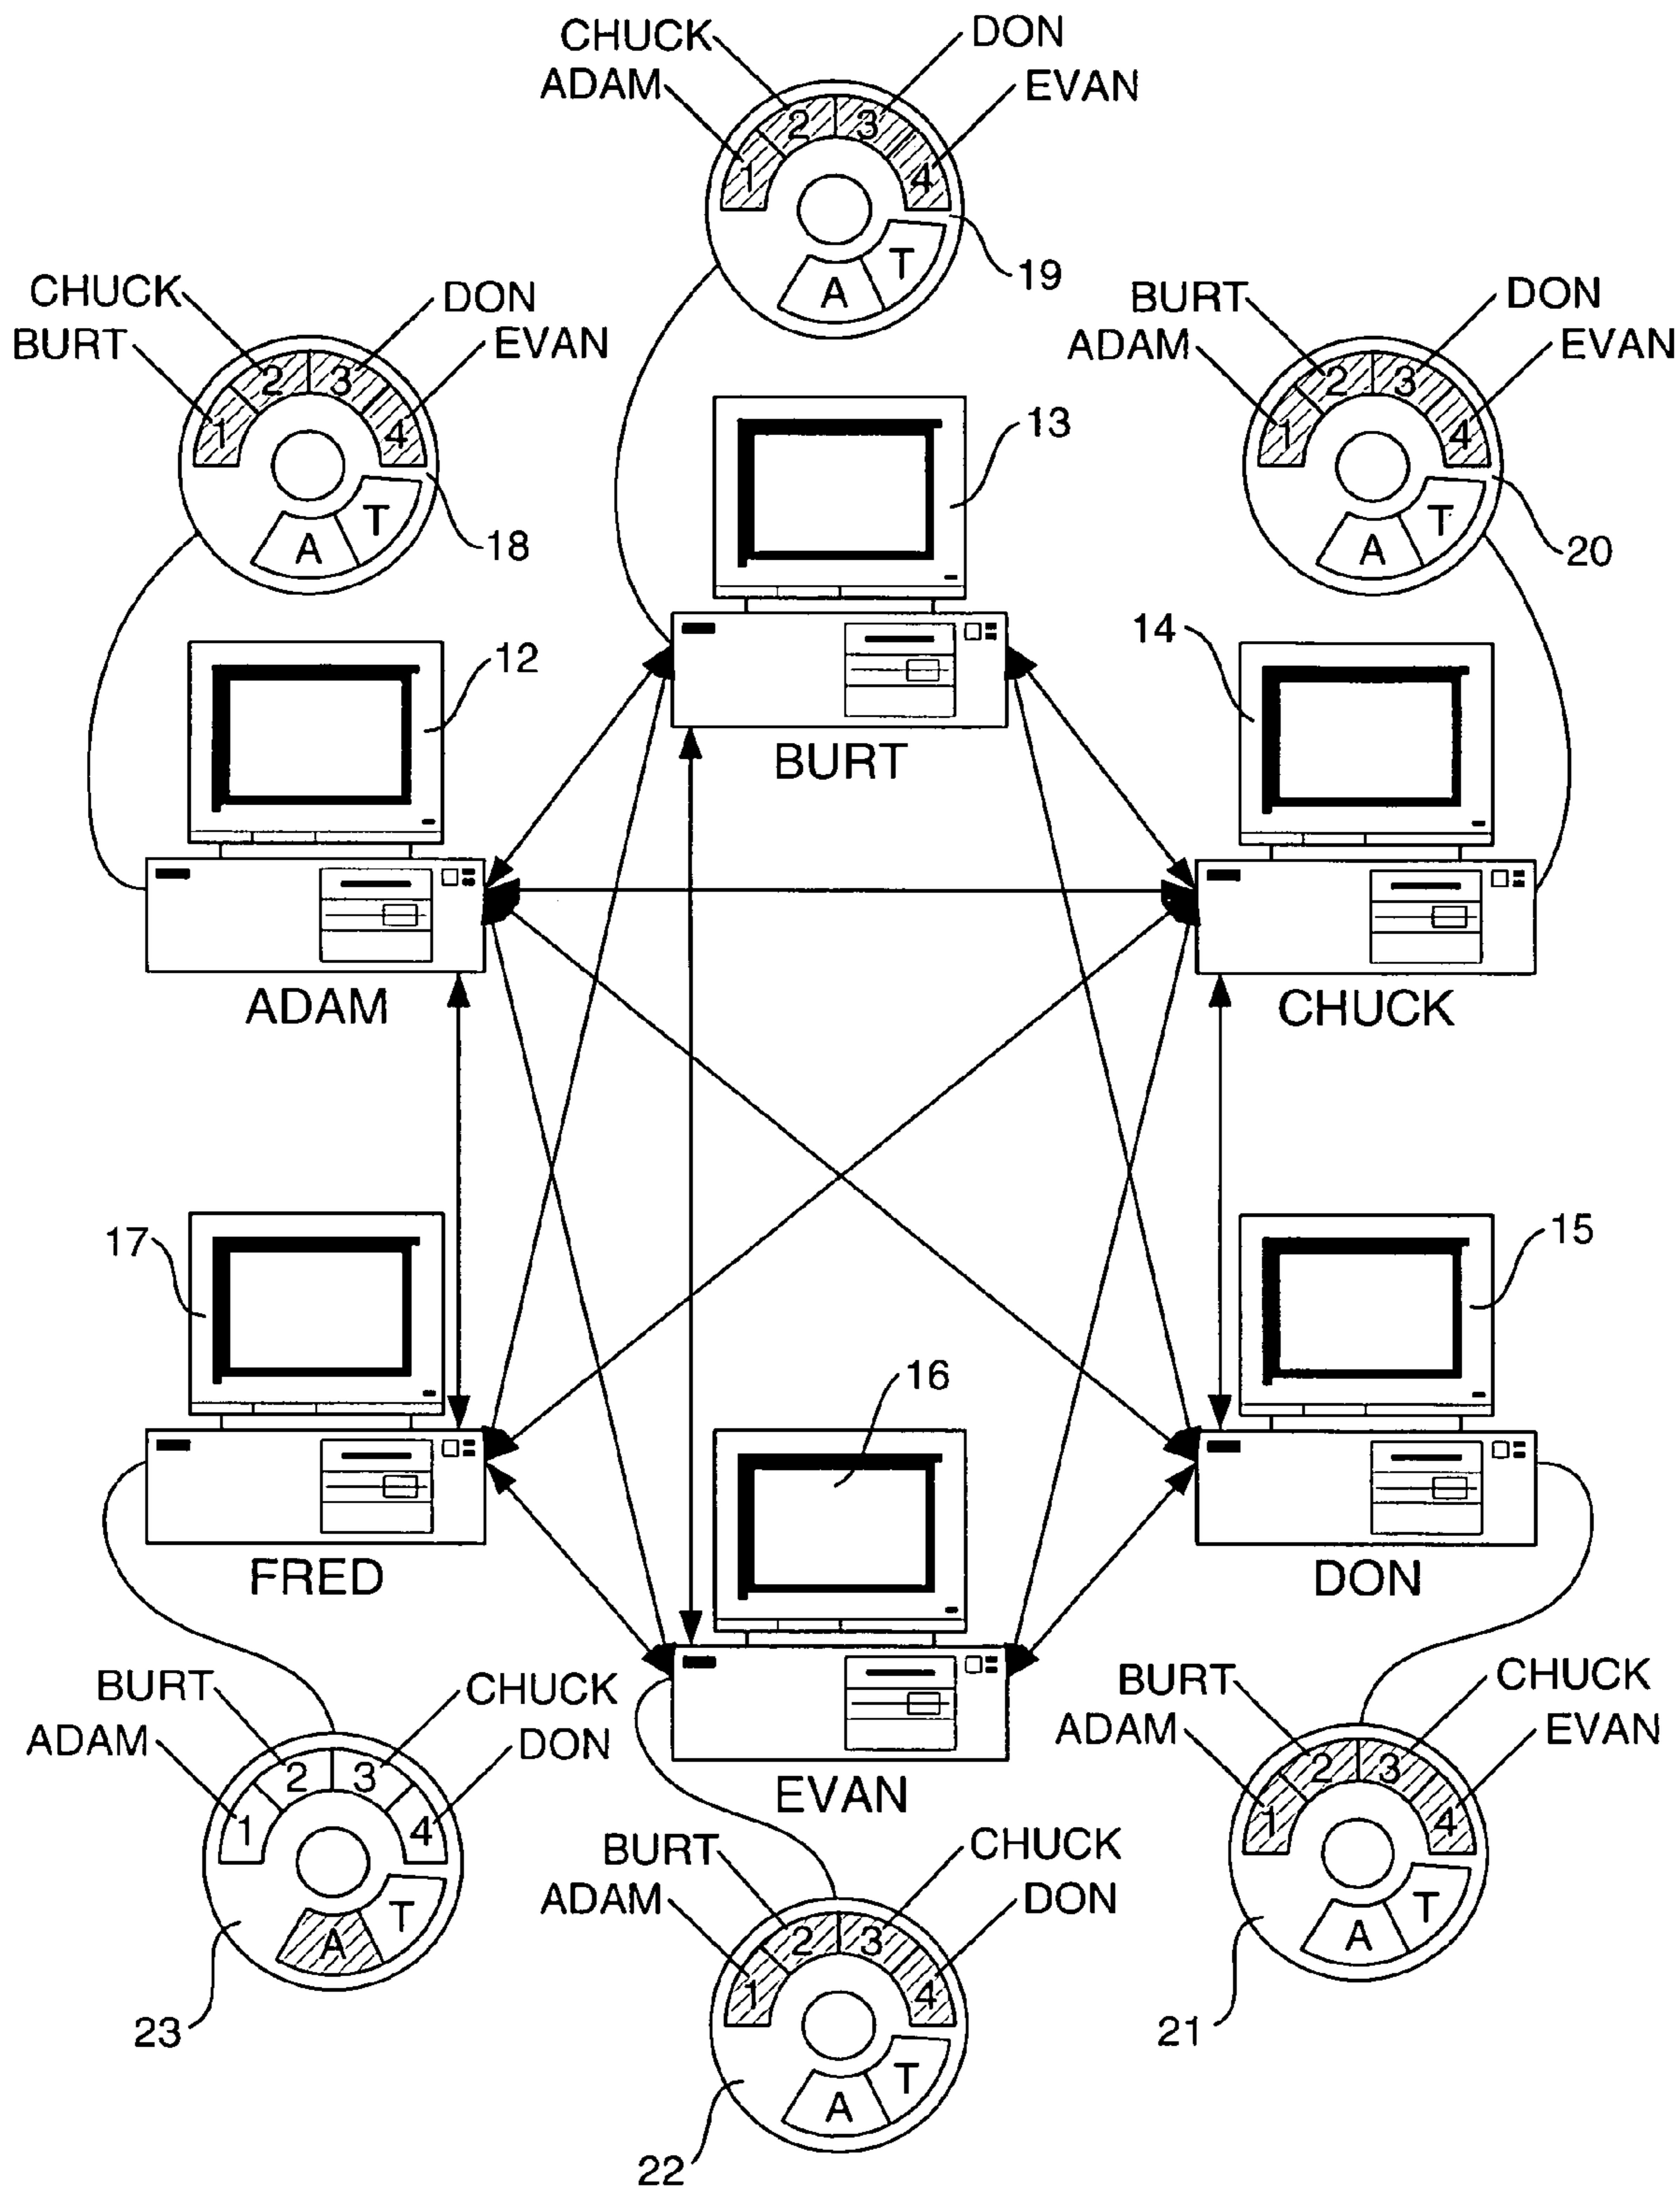 CHUCK
DON
ADAM
EVAN
1
2
3
4
T
A
19
CHUCK
DON
BURT
EVAN
1
2
3
4
T
A
18
BURT
DON
ADAM
EVAN
1
2
3
4
T
A
20
13
BURT
12
ADAM
14
CHUCK
17
FRED
16
EVAN
15
DON
BURT
CHUCK
ADAM
DON
1
2
3
4
T
A
23
BURT
CHUCK
ADAM
DON
1
2
3
4
T
A
22
BURT
CHUCK
ADAM
EVAN
1
2
3
4
T
A
21